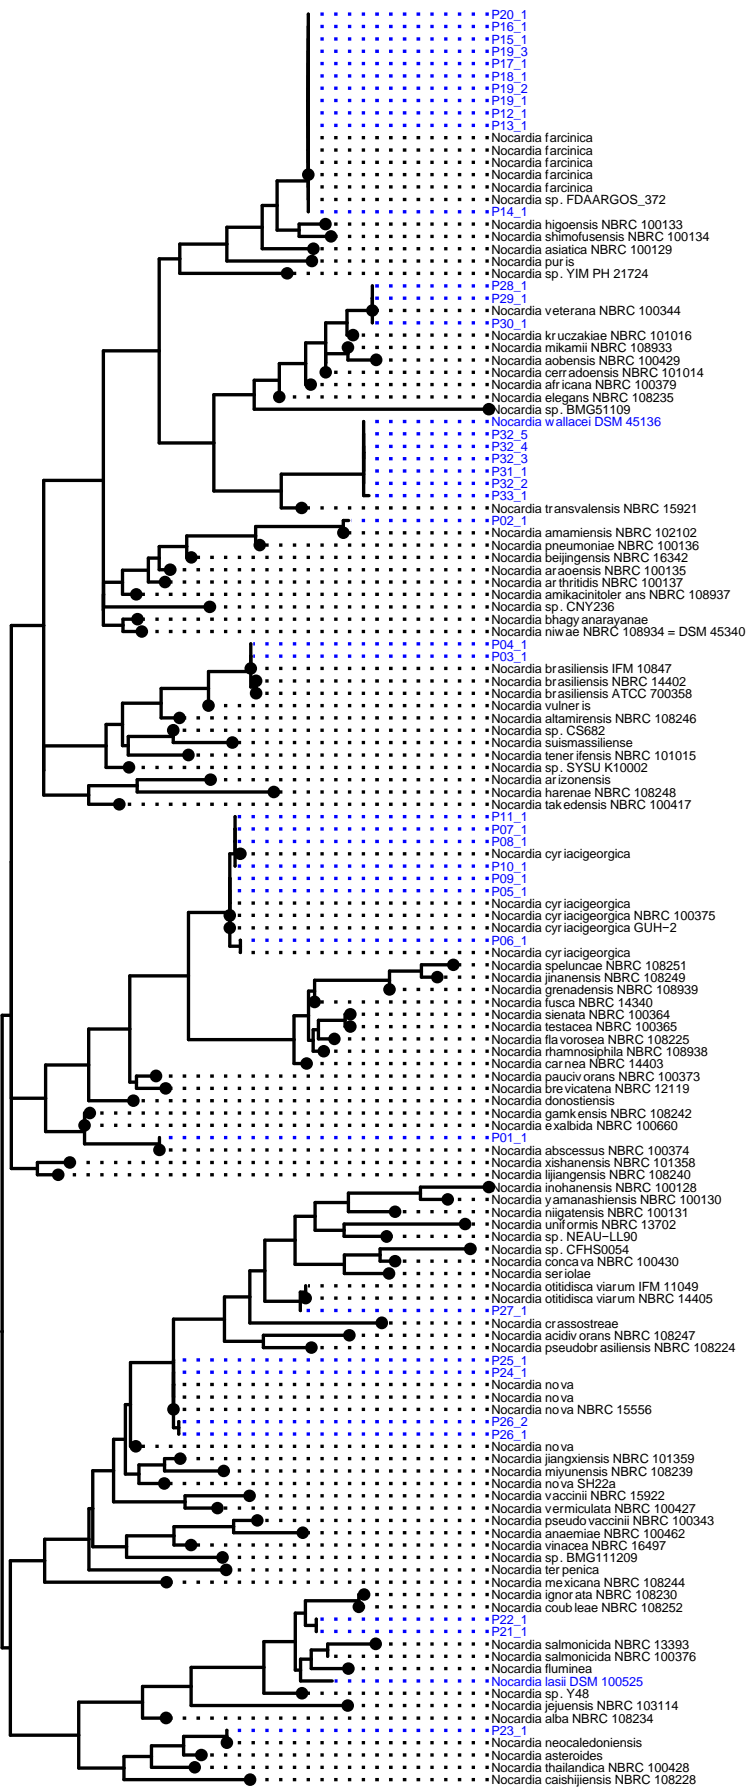 P20_1
P16_1
P15_1
P19_3
P17_1
P18_1
P19_2
P19_1
P12_1
P13_1
Nocardia farcinica
Nocardia farcinica
Nocardia farcinica
Nocardia farcinica
Nocardia farcinica
Nocardia sp. FDAARGOS_372
P14_1
Nocardia higoensis NBRC 100133
Nocardia shimofusensis NBRC 100134
Nocardia asiatica NBRC 100129
Nocardia puris
Nocardia sp. YIM PH 21724
P28_1
P29_1
Nocardia veterana NBRC 100344
P30_1
Nocardia kruczakiae NBRC 101016
Nocardia mikamii NBRC 108933
Nocardia aobensis NBRC 100429
Nocardia cerradoensis NBRC 101014
Nocardia africana NBRC 100379
Nocardia elegans NBRC 108235
Nocardia sp. BMG51109
Nocardia wallacei DSM 45136
P32_5
P32_4
P32_3
P31_1
P32_2
P33_1
Nocardia transvalensis NBRC 15921
P02_1
Nocardia amamiensis NBRC 102102
Nocardia pneumoniae NBRC 100136
Nocardia beijingensis NBRC 16342
Nocardia araoensis NBRC 100135
Nocardia arthritidis NBRC 100137
Nocardia amikacinitolerans NBRC 108937
Nocardia sp. CNY236
Nocardia bhagyanarayanae
Nocardia niwae NBRC 108934 = DSM 45340
P04_1
P03_1
Nocardia brasiliensis IFM 10847
Nocardia brasiliensis NBRC 14402
Nocardia brasiliensis ATCC 700358
Nocardia vulneris
Nocardia altamirensis NBRC 108246
Nocardia sp. CS682
Nocardia suismassiliense
Nocardia tenerifensis NBRC 101015
Nocardia sp. SYSU K10002
Nocardia arizonensis
Nocardia harenae NBRC 108248
Nocardia takedensis NBRC 100417
P11_1
P07_1
P08_1
Nocardia cyriacigeorgica
P10_1
P09_1
P05_1
Nocardia cyriacigeorgica
Nocardia cyriacigeorgica NBRC 100375
Nocardia cyriacigeorgica GUH−2
P06_1
Nocardia cyriacigeorgica
Nocardia speluncae NBRC 108251
Nocardia jinanensis NBRC 108249
Nocardia grenadensis NBRC 108939
Nocardia fusca NBRC 14340
Nocardia sienata NBRC 100364
Nocardia testacea NBRC 100365
Nocardia flavorosea NBRC 108225
Nocardia rhamnosiphila NBRC 108938
Nocardia carnea NBRC 14403
Nocardia paucivorans NBRC 100373
Nocardia brevicatena NBRC 12119
Nocardia donostiensis
Nocardia gamkensis NBRC 108242
Nocardia exalbida NBRC 100660
P01_1
Nocardia abscessus NBRC 100374
Nocardia xishanensis NBRC 101358
Nocardia lijiangensis NBRC 108240
Nocardia inohanensis NBRC 100128
Nocardia yamanashiensis NBRC 100130
Nocardia niigatensis NBRC 100131
Nocardia uniformis NBRC 13702
Nocardia sp. NEAU−LL90
Nocardia sp. CFHS0054
Nocardia concava NBRC 100430
Nocardia seriolae
Nocardia otitidiscaviarum IFM 11049
Nocardia otitidiscaviarum NBRC 14405
P27_1
Nocardia crassostreae
Nocardia acidivorans NBRC 108247
Nocardia pseudobrasiliensis NBRC 108224
P25_1
P24_1
Nocardia nova
Nocardia nova
Nocardia nova NBRC 15556
P26_2
P26_1
Nocardia nova
Nocardia jiangxiensis NBRC 101359
Nocardia miyunensis NBRC 108239
Nocardia nova SH22a
Nocardia vaccinii NBRC 15922
Nocardia vermiculata NBRC 100427
Nocardia pseudovaccinii NBRC 100343
Nocardia anaemiae NBRC 100462
Nocardia vinacea NBRC 16497
Nocardia sp. BMG111209
Nocardia terpenica
Nocardia mexicana NBRC 108244
Nocardia ignorata NBRC 108230
Nocardia coubleae NBRC 108252
P22_1
P21_1
Nocardia salmonicida NBRC 13393
Nocardia salmonicida NBRC 100376
Nocardia fluminea
Nocardia lasii DSM 100525
Nocardia sp. Y48
Nocardia jejuensis NBRC 103114
Nocardia alba NBRC 108234
P23_1
Nocardia neocaledoniensis
Nocardia asteroides
Nocardia thailandica NBRC 100428
Nocardia caishijiensis NBRC 108228